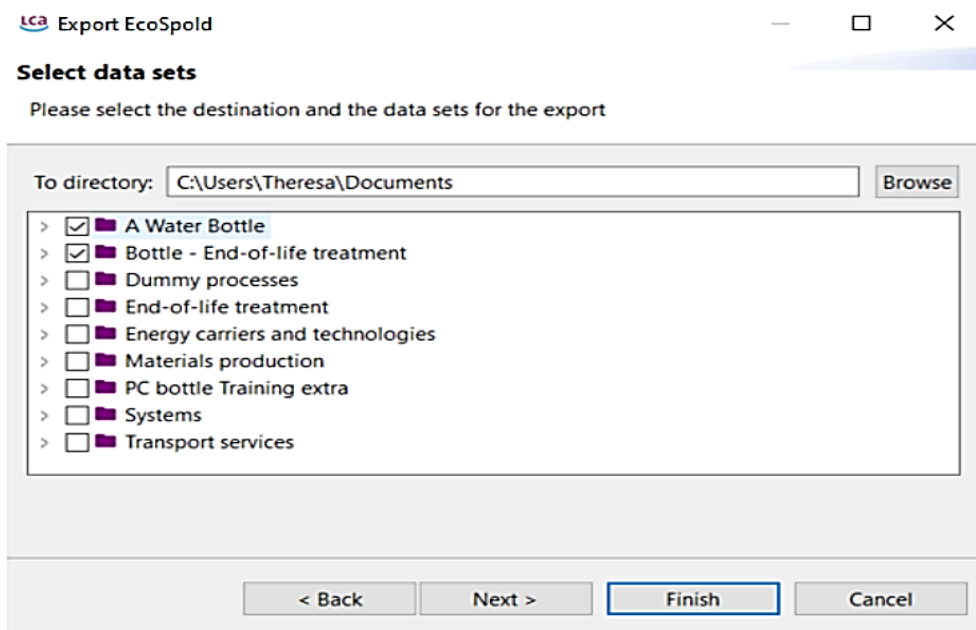 LCA Export EcoSpold
Select data sets
Please select the destination and the data sets for the export
To directory: C:\Users\Theresa\Documents Browse
A Water Bottle
Bottle - End-of-life treatment
Dummy processes
End-of-life treatment
Energy carriers and technologies
Materials production
PC bottle Training extra
Systems
Transport services
< Back Next > Finish Cancel